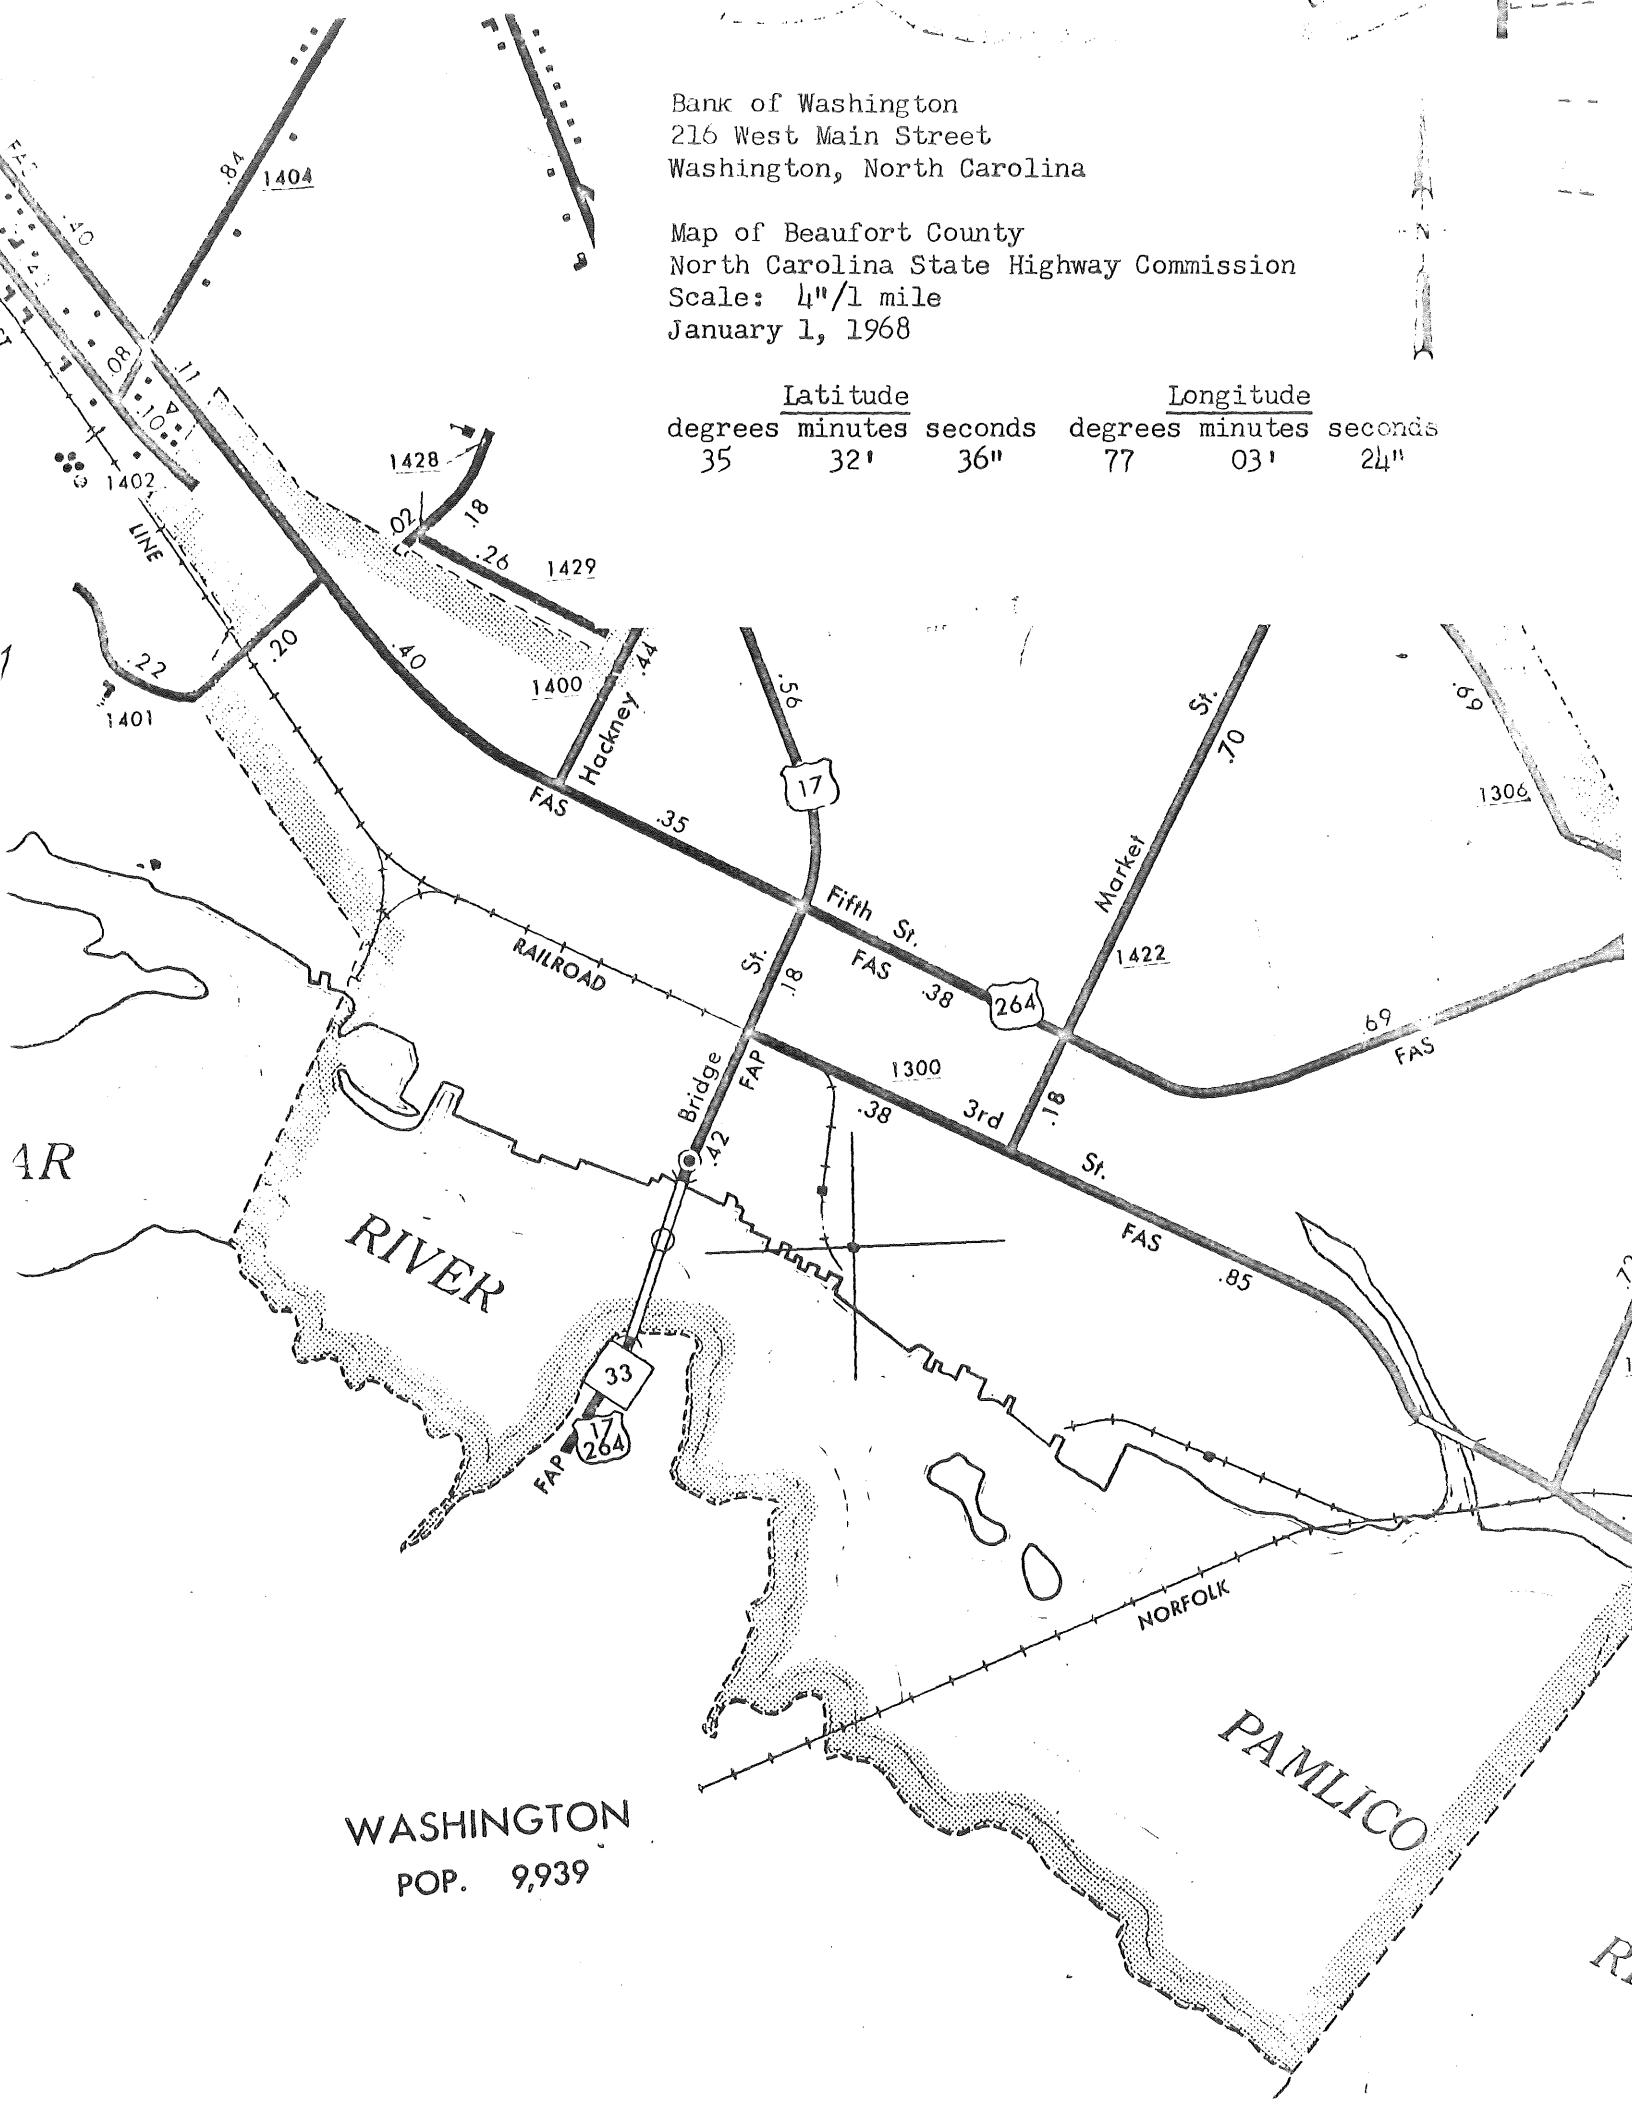 Bank of Washington
216 West Main Street
Washington, North Carolina
Map of Beaufort County
North Carolina State Highway Commission
Scale: 4"/1 mile
January 1, 1968
N
Latitude Longitude
degrees minutes seconds degrees minutes seconds
35 32' 36" 77 03' 24"
.84
1404
.40
.08
.11
.10
1402
LINE
1428
.02
.18
.26
1429
.20
.22
1401
.40
1400
Hackney
.44
FAS
.35
.56
17
Fifth St.
FAS
.38
264
St.
.70
Market
1422
.69
1306
.69
FAS
RAILROAD
St.
.18
Bridge
FAP
.42
1300
.38
3rd St.
.18
FAS
.85
RIVER
33
17
264
FAP
NORFOLK
PAMLICO
WASHINGTON
POP. 9,939